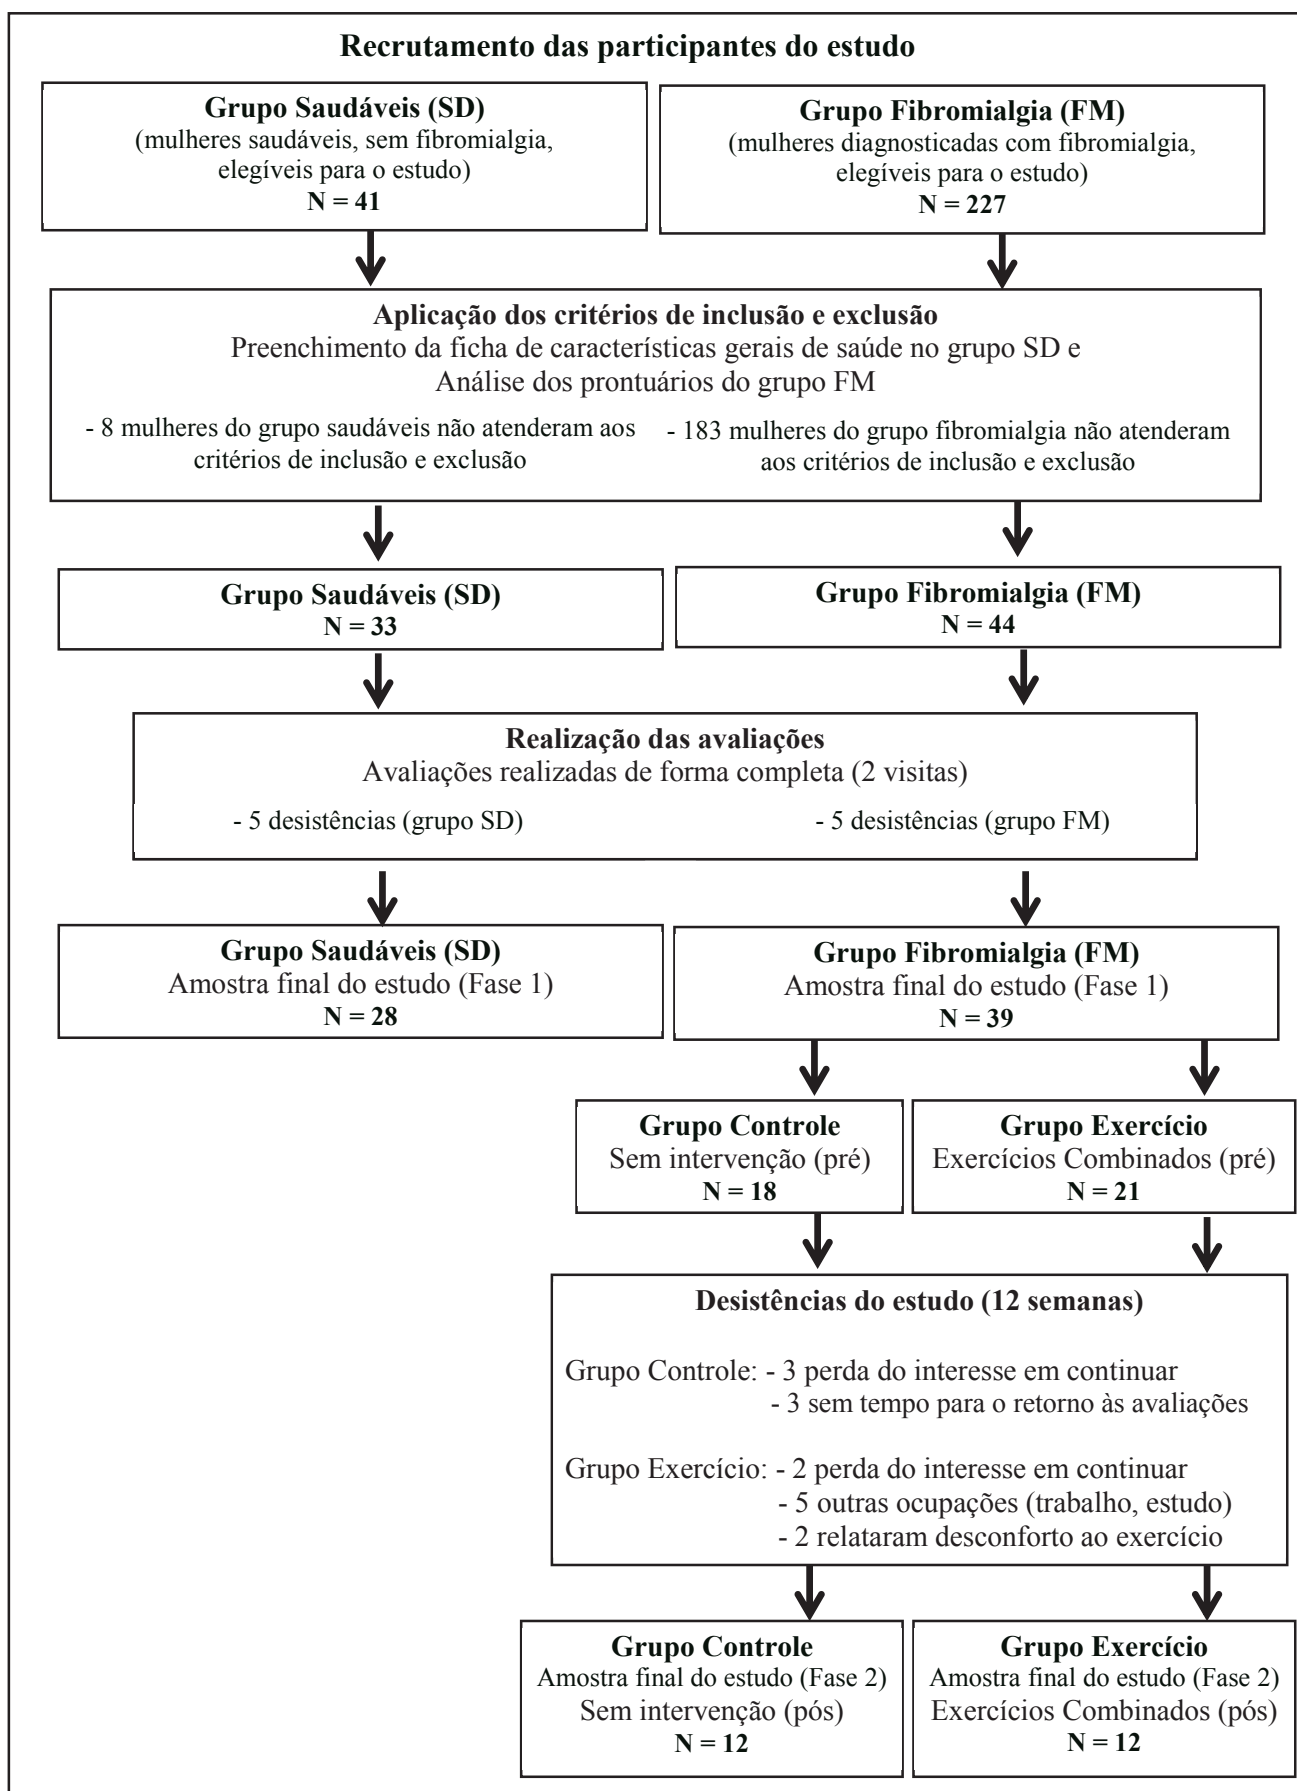 Recrutamento das participantes do estudo
Grupo Saudáveis (SD)
(mulheres saudáveis, sem fibromialgia,
elegíveis para o estudo)
N = 41
Grupo Fibromialgia (FM)
(mulheres diagnosticadas com fibromialgia,
elegíveis para o estudo)
N = 227
Aplicação dos critérios de inclusão e exclusão
Preenchimento da ficha de características gerais de saúde no grupo SD e
Análise dos prontuários do grupo FM
- 8 mulheres do grupo saudáveis não atenderam aos
critérios de inclusão e exclusão
- 183 mulheres do grupo fibromialgia não atenderam
aos critérios de inclusão e exclusão
Grupo Saudáveis (SD)
N = 33
Grupo Fibromialgia (FM)
N = 44
Realização das avaliações
Avaliações realizadas de forma completa (2 visitas)
- 5 desistências (grupo SD)
- 5 desistências (grupo FM)
Grupo Saudáveis (SD)
Amostra final do estudo (Fase 1)
N = 28
Grupo Fibromialgia (FM)
Amostra final do estudo (Fase 1)
N = 39
Grupo Controle
Sem intervenção (pré)
N = 18
Grupo Exercício
Exercícios Combinados (pré)
N = 21
Desistências do estudo (12 semanas)
Grupo Controle: - 3 perda do interesse em continuar
- 3 sem tempo para o retorno às avaliações
Grupo Exercício: - 2 perda do interesse em continuar
- 5 outras ocupações (trabalho, estudo)
- 2 relataram desconforto ao exercício
Grupo Controle
Amostra final do estudo (Fase 2)
Sem intervenção (pós)
N = 12
Grupo Exercício
Amostra final do estudo (Fase 2)
Exercícios Combinados (pós)
N = 12